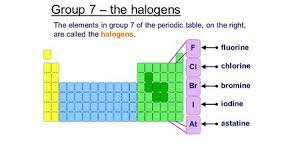 Group 7 – the halogens
The elements in group 7 of the periodic table, on the right,
are called the halogens.
F fluorine
Cl chlorine
Br bromine
I iodine
At astatine